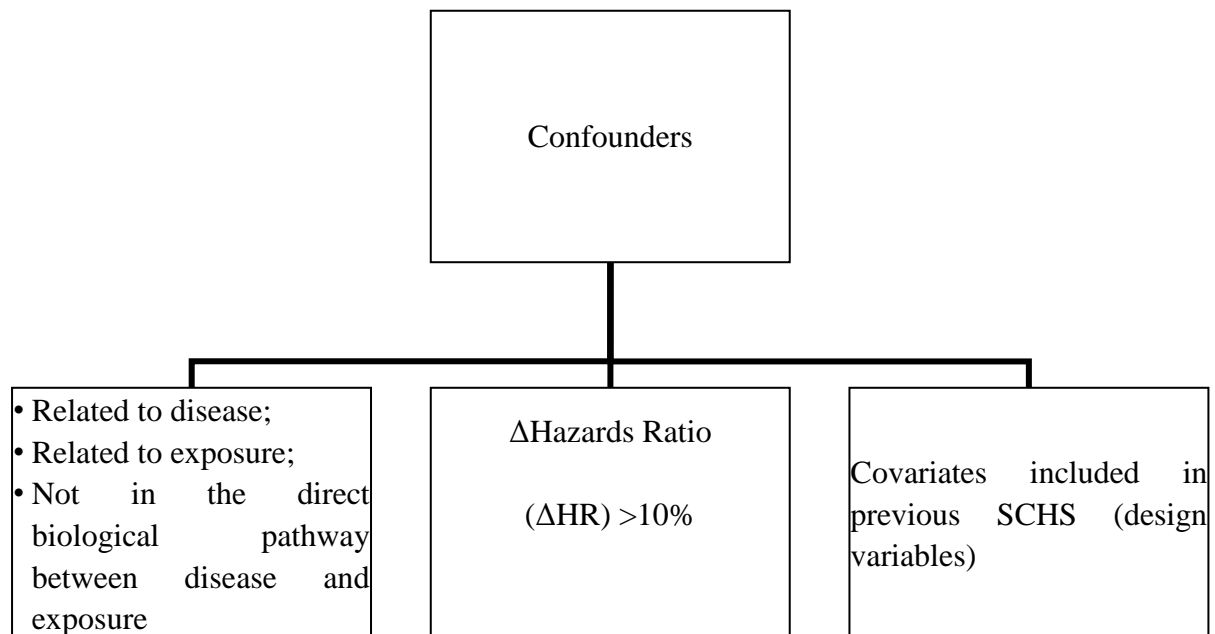 Confounders
• Related to disease;
• Related to exposure;
• Not in the direct
biological pathway
between disease and
exposure
ΔHazards Ratio
(ΔHR) >10%
Covariates included in
previous SCHS (design
variables)